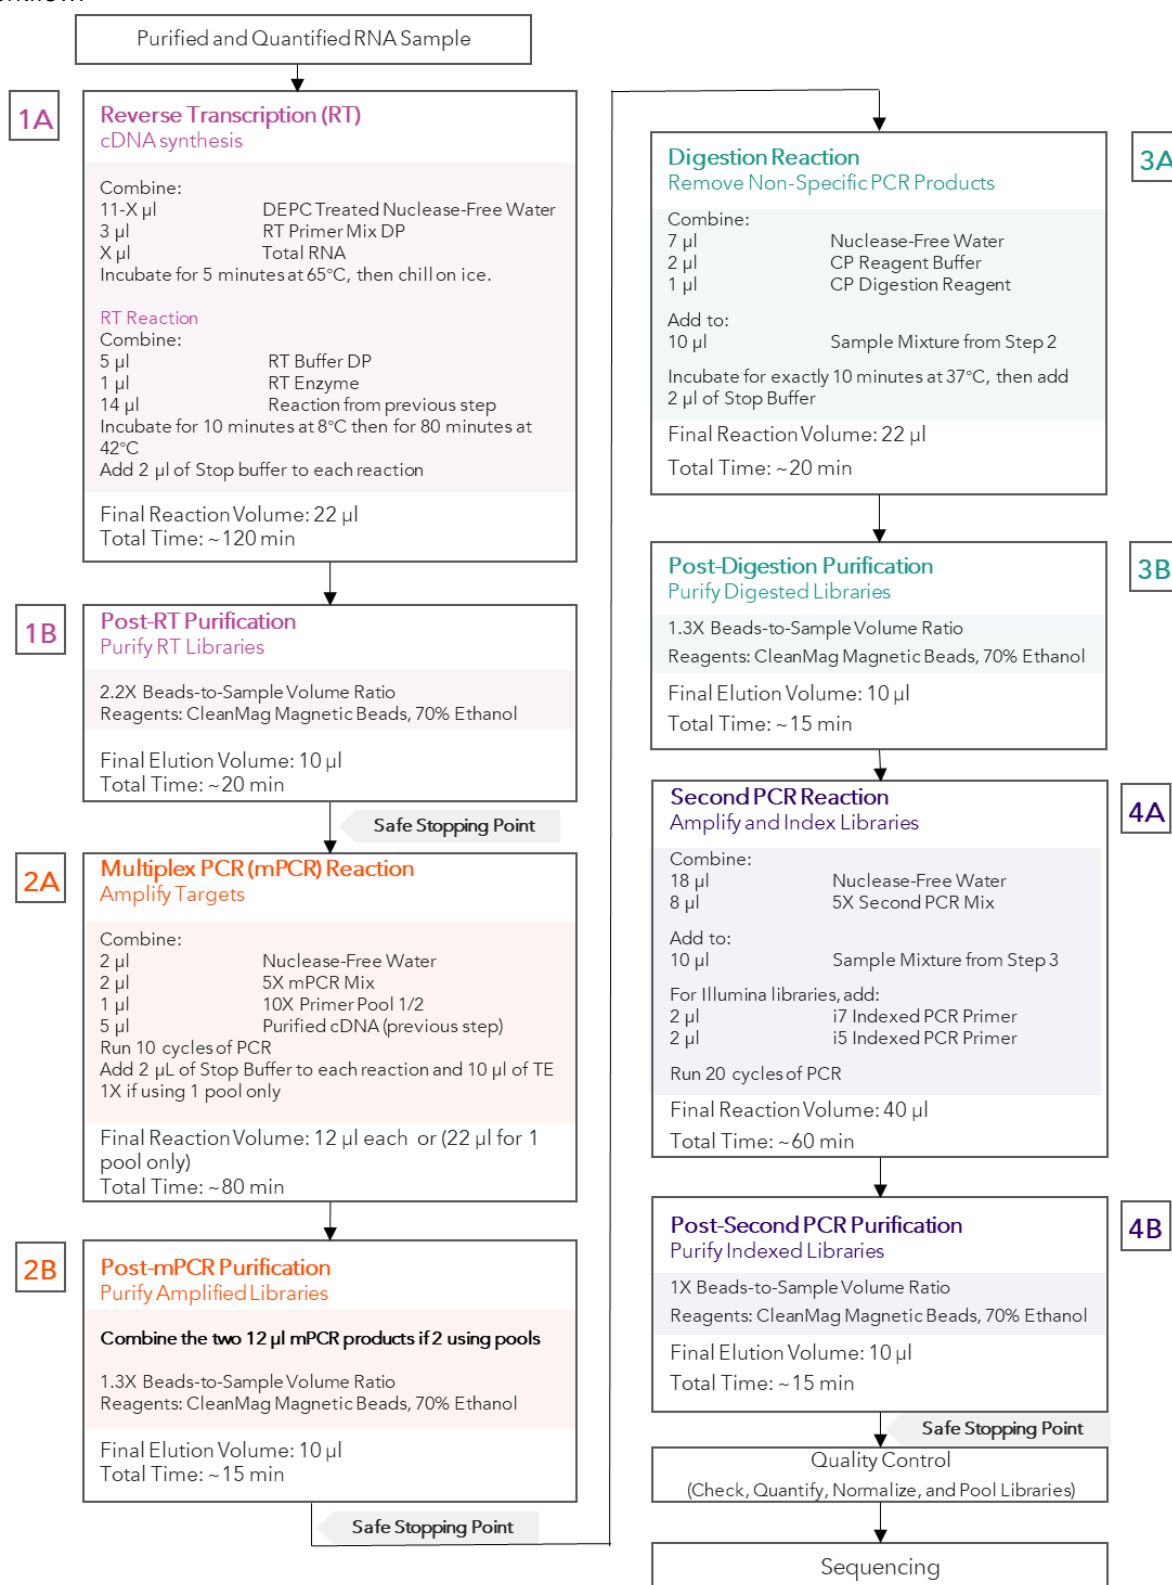 Purified and Quantified RNA Sample
1A
Reverse Transcription (RT)
cDNA synthesis
Combine:
11-X µl DEPC Treated Nuclease-Free Water
3 µl RT Primer Mix DP
X µl Total RNA
Incubate for 5 minutes at 65°C, then chill on ice.
RT Reaction
Combine:
5 µl RT Buffer DP
1 µl RT Enzyme
14 µl Reaction from previous step
Incubate for 10 minutes at 8°C then for 80 minutes at
42°C
Add 2 µl of Stop buffer to each reaction
Final Reaction Volume: 22 µl
Total Time: ~120 min
1B
Post-RT Purification
Purify RT Libraries
2.2X Beads-to-Sample Volume Ratio
Reagents: CleanMag Magnetic Beads, 70% Ethanol
Final Elution Volume: 10 µl
Total Time: ~20 min
Safe Stopping Point
2A
Multiplex PCR (mPCR) Reaction
Amplify Targets
Combine:
2 µl Nuclease-Free Water
2 µl 5X mPCR Mix
1 µl 10X Primer Pool 1/2
5 µl Purified cDNA (previous step)
Run 10 cycles of PCR
Add 2 µL of Stop Buffer to each reaction and 10 µl of TE
1X if using 1 pool only
Final Reaction Volume: 12 µl each or (22 µl for 1
pool only)
Total Time: ~80 min
2B
Post-mPCR Purification
Purify Amplified Libraries
Combine the two 12 µl mPCR products if 2 using pools
1.3X Beads-to-Sample Volume Ratio
Reagents: CleanMag Magnetic Beads, 70% Ethanol
Final Elution Volume: 10 µl
Total Time: ~15 min
Safe Stopping Point
3A
Digestion Reaction
Remove Non-Specific PCR Products
Combine:
7 µl Nuclease-Free Water
2 µl CP Reagent Buffer
1 µl CP Digestion Reagent
Add to:
10 µl Sample Mixture from Step 2
Incubate for exactly 10 minutes at 37°C, then add
2 µl of Stop Buffer
Final Reaction Volume: 22 µl
Total Time: ~20 min
3B
Post-Digestion Purification
Purify Digested Libraries
1.3X Beads-to-Sample Volume Ratio
Reagents: CleanMag Magnetic Beads, 70% Ethanol
Final Elution Volume: 10 µl
Total Time: ~15 min
4A
Second PCR Reaction
Amplify and Index Libraries
Combine:
18 µl Nuclease-Free Water
8 µl 5X Second PCR Mix
Add to:
10 µl Sample Mixture from Step 3
For Illumina libraries, add:
2 µl i7 Indexed PCR Primer
2 µl i5 Indexed PCR Primer
Run 20 cycles of PCR
Final Reaction Volume: 40 µl
Total Time: ~60 min
4B
Post-Second PCR Purification
Purify Indexed Libraries
1X Beads-to-Sample Volume Ratio
Reagents: CleanMag Magnetic Beads, 70% Ethanol
Final Elution Volume: 10 µl
Total Time: ~15 min
Safe Stopping Point
Quality Control
(Check, Quantify, Normalize, and Pool Libraries)
Sequencing